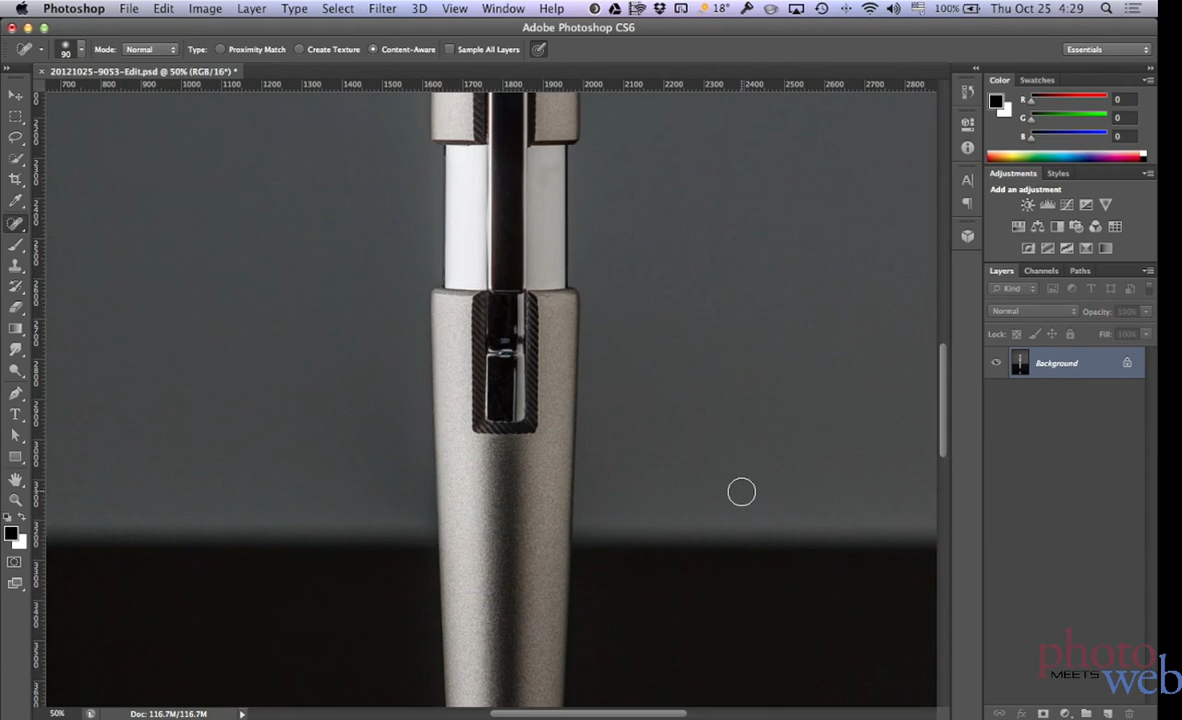 Photoshop File Edit Image Layer Type Select Filter 3D View Window Help 18° 100% Thu Oct 25 4:29
Adobe Photoshop CS6
90 Mode: Normal Type: Proximity Match Create Texture Content-Aware Sample All Layers Essentials
× 20121025-9053-Edit.psd @ 50% (RGB/16*) *
700 800 900 1000 1100 1200 1300 1400 1500 1600 1700 1800 1900 2000 2100 2200 2300 2400 2500 2600 2700 2800
Color Swatches
R 0
G 0
B 0
Adjustments Styles
Add an adjustment
Layers Channels Paths
Kind
Normal Opacity: 100%
Lock: Fill: 100%
Background
photo
MEETS
web
50% Doc: 116.7M/116.7M